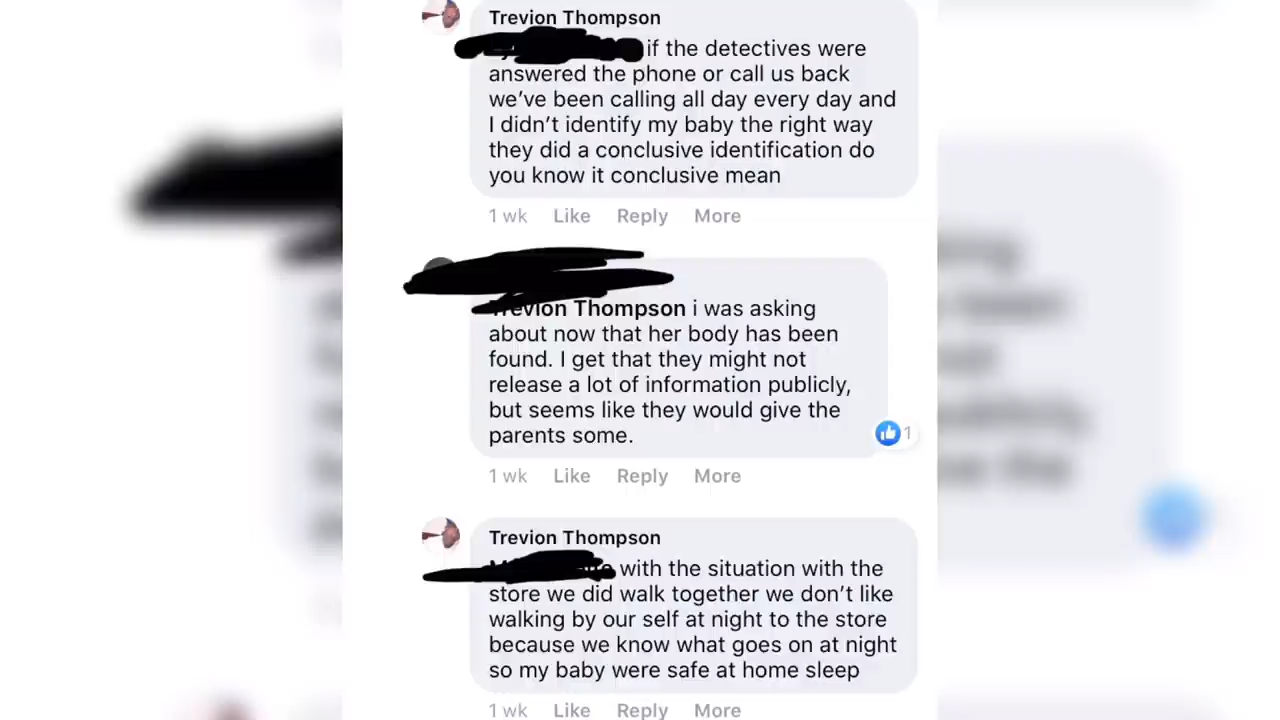 Trevion Thompson
if the detectives were
answered the phone or call us back
we've been calling all day every day and
I didn't identify my baby the right way
they did a conclusive identification do
you know it conclusive mean
1 wk Like Reply More
Trevion Thompson i was asking
about now that her body has been
found. I get that they might not
release a lot of information publicly,
but seems like they would give the
parents some.
1
1 wk Like Reply More
Trevion Thompson
with the situation with the
store we did walk together we don't like
walking by our self at night to the store
because we know what goes on at night
so my baby were safe at home sleep
1 wk Like Reply More